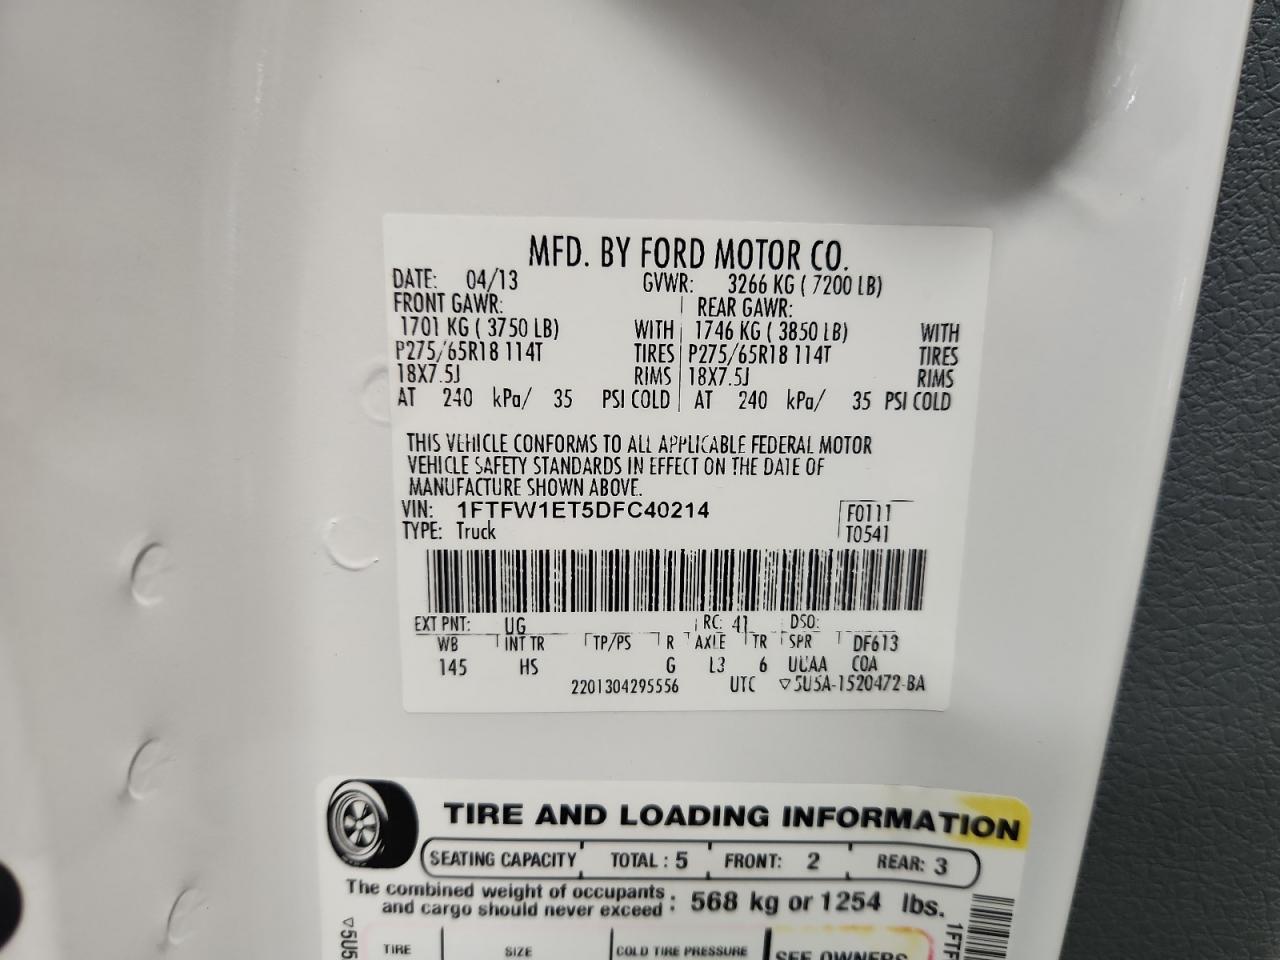 MFD. BY FORD MOTOR CO.
DATE: 04/13 GVWR: 3266 KG ( 7200 LB)
FRONT GAWR: REAR GAWR:
1701 KG ( 3750 LB) WITH 1746 KG ( 3850 LB) WITH
P275/65R18 114T TIRES P275/65R18 114T TIRES
18X7.5J RIMS 18X7.5J RIMS
AT 240 kPa/ 35 PSI COLD AT 240 kPa/ 35 PSI COLD
THIS VEHICLE CONFORMS TO ALL APPLICABLE FEDERAL MOTOR
VEHICLE SAFETY STANDARDS IN EFFECT ON THE DATE OF
MANUFACTURE SHOWN ABOVE.
VIN: 1FTFW1ET5DFC40214 F0111
TYPE: Truck T0541
EXT PNT: UG RC: 41 DSO:
WB INT TR TP/PS R AXLE TR SPR DF613
145 HS G L3 6 UUAA COA
2201304295556 UTC ▽5U5A-1520472-BA
TIRE AND LOADING INFORMATION
SEATING CAPACITY TOTAL : 5 FRONT: 2 REAR: 3
The combined weight of occupants
and cargo should never exceed : 568 kg or 1254 lbs.
TIRE SIZE COLD TIRE PRESSURE SEE OWNERS
▽5U5
1FTF